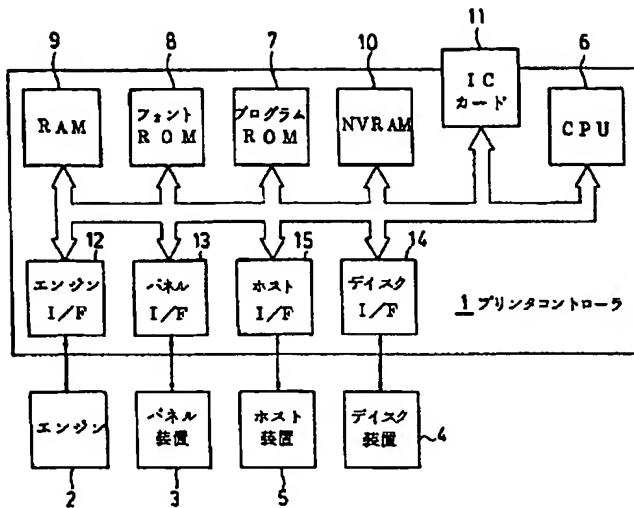 11
9
8
7
10
6
RAM
フォント
ROM
プログラム
ROM
NVRAM
IC
カード
CPU
12
13
15
14
エンジン
I/F
パネル
I/F
ホスト
I/F
ディスク
I/F
1 プリンタコントローラ
エンジン
パネル
装置
ホスト
装置
ディスク
装置
2
3
5
4